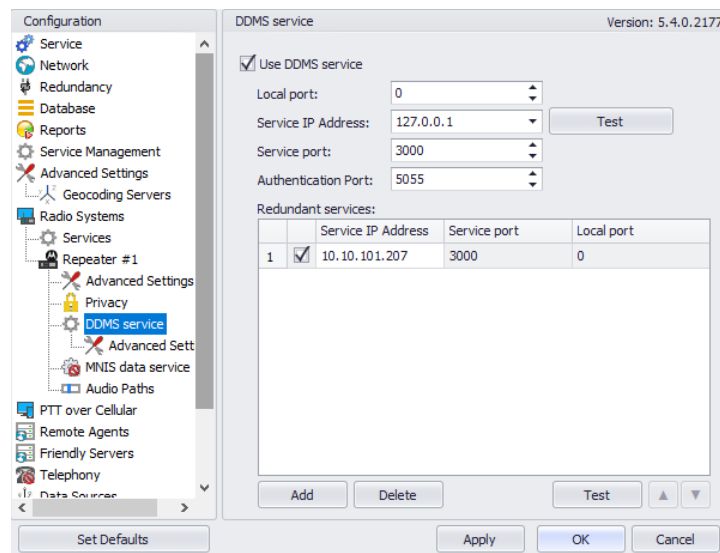 Configuration
Service
Network
Redundancy
Database
Reports
Service Management
Advanced Settings
Geocoding Servers
Radio Systems
Services
Repeater #1
Advanced Settings
Privacy
DDMS service
Advanced Sett
MNIS data service
Audio Paths
PTT over Cellular
Remote Agents
Friendly Servers
Telephony
Data Sources
Set Defaults
DDMS service Version: 5.4.0.2177
Use DDMS service
Local port: 0
Service IP Address: 127.0.0.1 Test
Service port: 3000
Authentication Port: 5055
Redundant services:
Service IP Address Service port Local port
1 10.10.101.207 3000 0
Add Delete Test
Apply OK Cancel